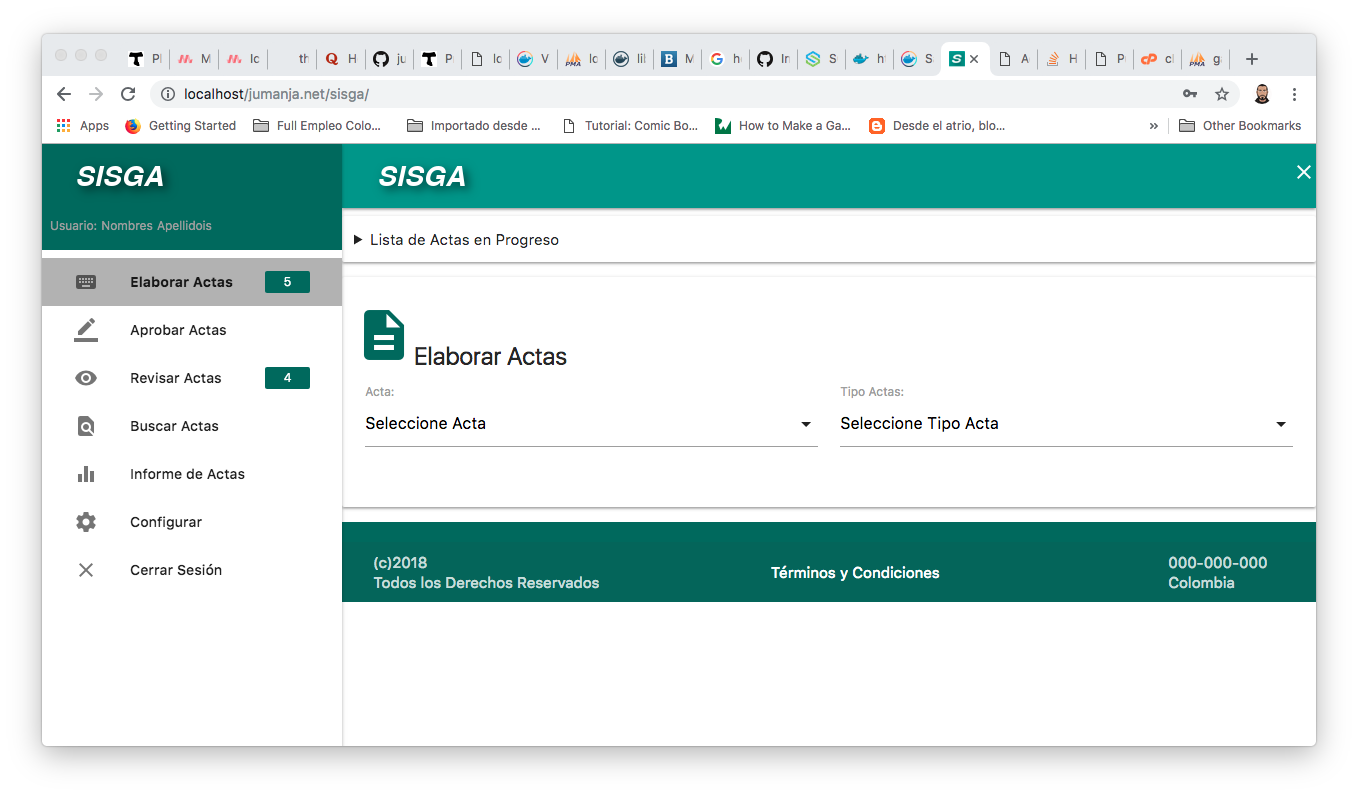 Pl
M
lc
th
H
ju
P
lc
V
lc
lil
M
h
In
S
h
S
S
A
H
P
cl
g
localhost/jumanja.net/sisga/
Apps
Getting Started
Full Empleo Colo...
Importado desde ...
Tutorial: Comic Bo...
How to Make a Ga...
Desde el atrio, blo...
»
Other Bookmarks
SISGA
Usuario: Nombres Apellidois
Elaborar Actas 5
Aprobar Actas
Revisar Actas 4
Buscar Actas
Informe de Actas
Configurar
Cerrar Sesión
SISGA
Lista de Actas en Progreso
Elaborar Actas
Acta:
Seleccione Acta
Tipo Actas:
Seleccione Tipo Acta
(c)2018
Todos los Derechos Reservados
Términos y Condiciones
000-000-000
Colombia